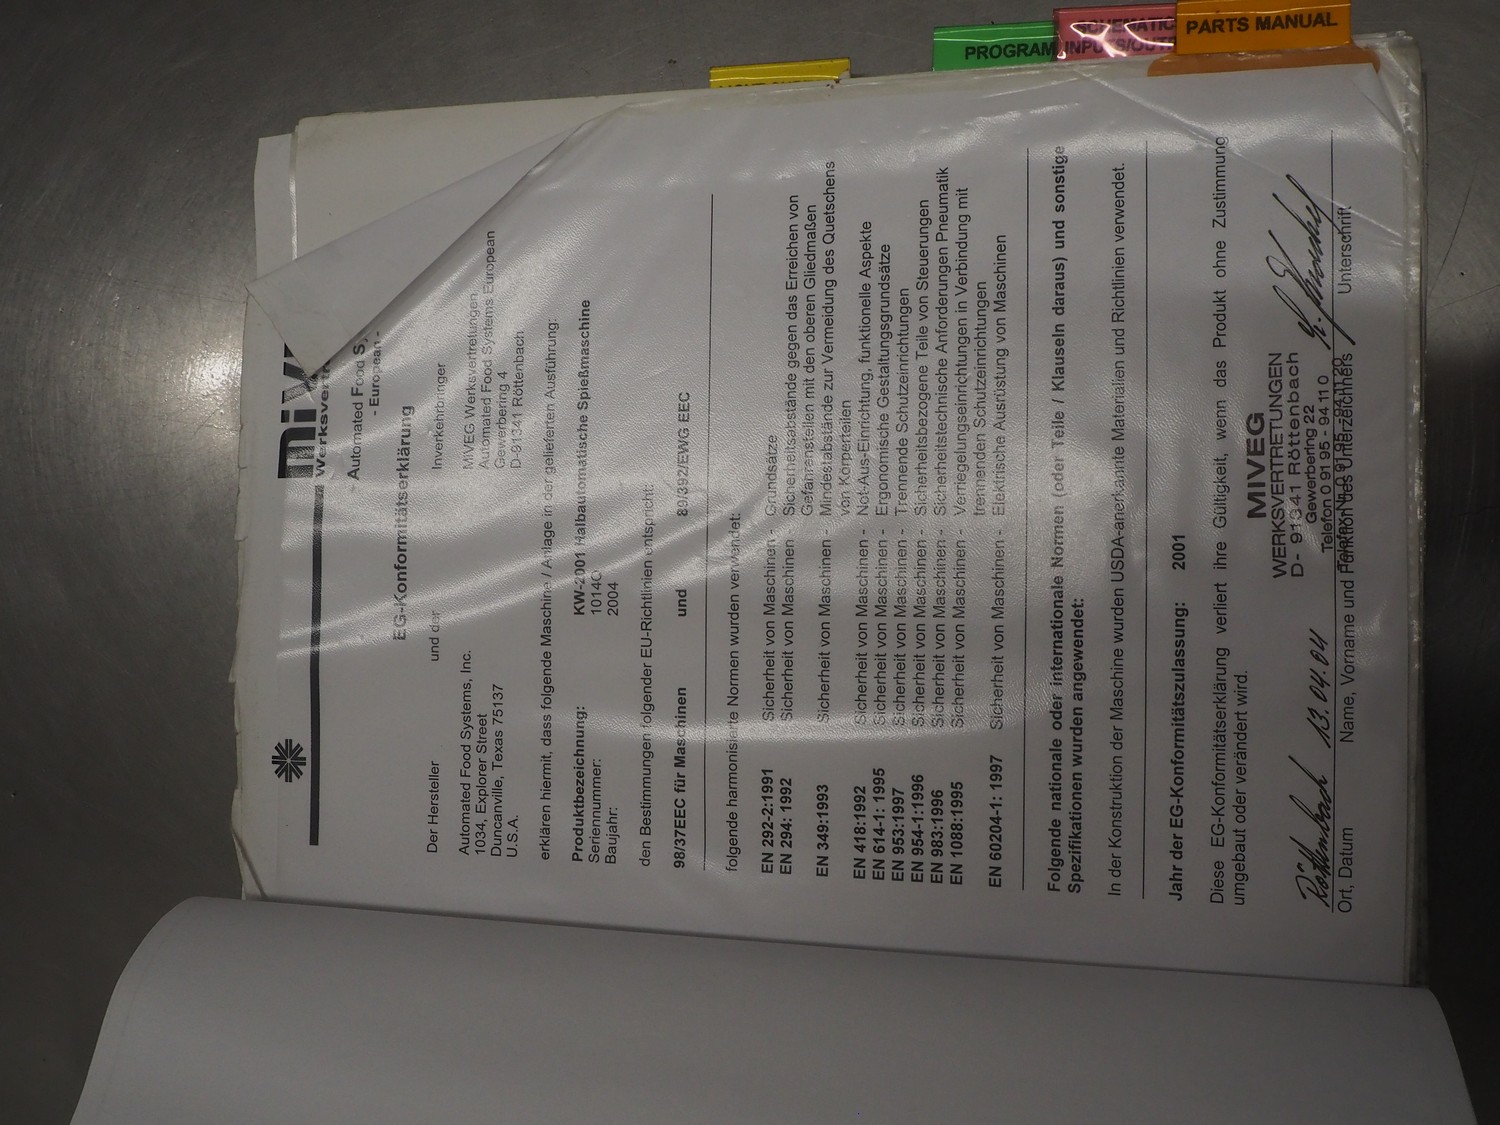 PROGRAM
SCHEMATIC
PARTS MANUAL
Automated Food
- European -
EG-Konformitätserklärung
Der Hersteller und der Inverkehrbringer
Automated Food Systems, Inc. MIVEG Werksvertretungen
1034, Explorer Street Automated Food Systems European
Duncanville, Texas 75137 Gewerbering 4
U.S.A. D-91341 Röttenbach
erklären hiermit, dass folgende Maschine / Anlage in der gelieferten Ausführung:
Produktbezeichnung: KW-2001 Halbautomatische Spießmaschine
Seriennummer:
Baujahr: 2004
den Bestimmungen folgender EU-Richtlinien entspricht:
98/37EEC für Maschinen und 89/392/EWG EEC
folgende harmonisierte Normen wurden verwendet:
EN 292-2:1991 Sicherheit von Maschinen - Grundsätze
EN 294: 1992 Sicherheit von Maschinen - Sicherheitsabstände gegen das Erreichen von
Gefahrenstellen mit den oberen Gliedmaßen
EN 349:1993 Sicherheit von Maschinen - Mindestabstände zur Vermeidung des Quetschens
von Körperteilen
EN 418:1992 Sicherheit von Maschinen - Not-Aus-Einrichtung, funktionelle Aspekte
EN 614-1: 1995 Sicherheit von Maschinen - Ergonomische Gestaltungsgrundsätze
EN 953:1997 Sicherheit von Maschinen - Trennende Schutzeinrichtungen
EN 954-1:1996 Sicherheit von Maschinen - Sicherheitsbezogene Teile von Steuerungen
EN 983:1996 Sicherheit von Maschinen - Sicherheitstechnische Anforderungen Pneumatik
EN 1088:1995 Sicherheit von Maschinen - Verriegelungseinrichtungen in Verbindung mit
trennenden Schutzeinrichtungen
EN 60204-1: 1997 Sicherheit von Maschinen - Elektrische Ausrüstung von Maschinen
Folgende nationale oder internationale Normen (oder Teile / Klauseln daraus) und sonstige
Spezifikationen wurden angewendet:
In der Konstruktion der Maschine wurden USDA-anerkannte Materialien und Richtlinien verwendet.
Jahr der EG-Konformitätszulassung: 2001
Diese EG-Konformitätserklärung verliert ihre Gültigkeit, wenn das Produkt ohne Zustimmung
umgebaut oder verändert wird.
MIVEG
WERKSVERTRETUNGEN
D- 91341 Röttenbach
Gewerbering 22
Telefon 0 91 95 - 94 11 0
Röttenbach 13.04.04
Ort, Datum Name, Vorname und Funktion des Unterzeichners Unterschrift